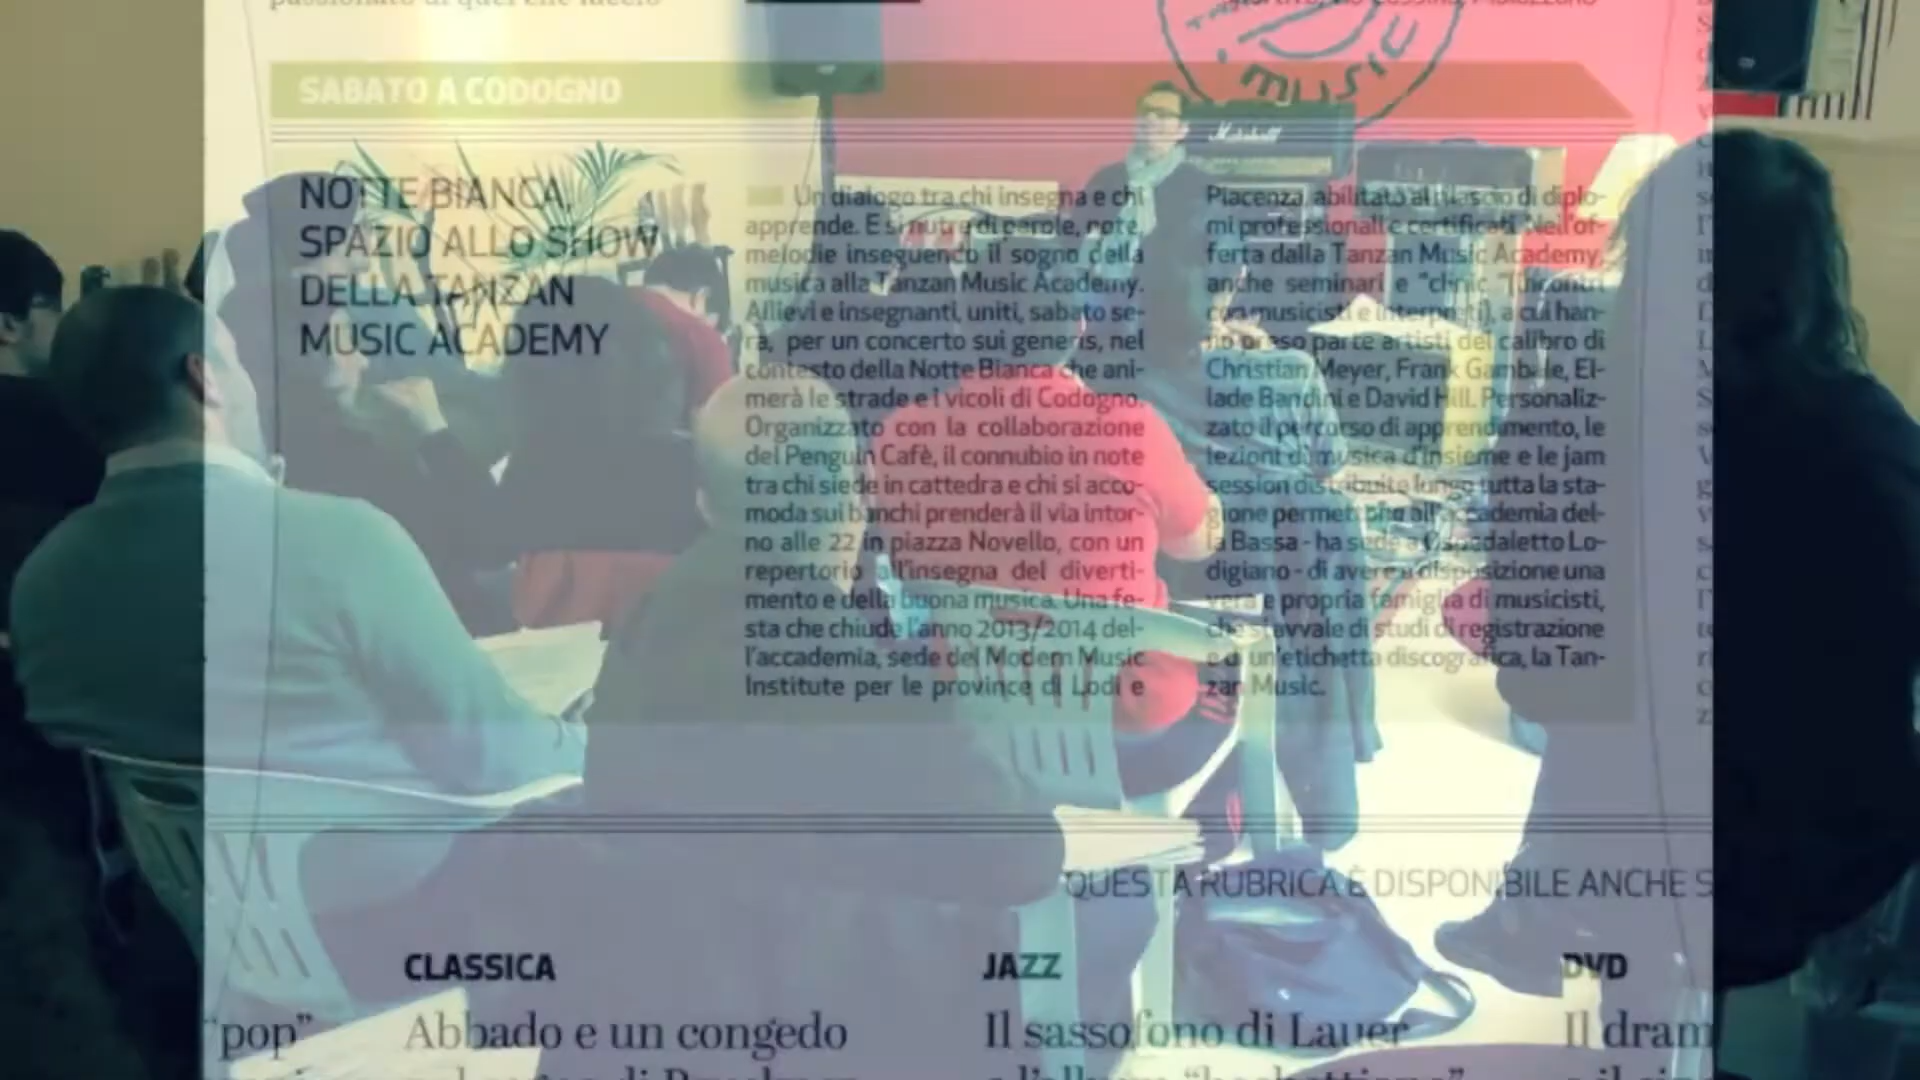 passionato di quel che faccio
MUSIC
SABATO A CODOGNO
Marshall
NOTTE BIANCA,
SPAZIO ALLO SHOW
DELLA TANZAN
MUSIC ACADEMY
Un dialogo tra chi insegna e chi
apprende. E si nutre di parole, note,
melodie inseguendo il sogno della
musica alla Tanzan Music Academy.
Allievi e insegnanti, uniti, sabato se-
ra, per un concerto sui generis, nel
contesto della Notte Bianca che ani-
merà le strade e i vicoli di Codogno.
Organizzato con la collaborazione
del Penguin Cafè, il connubio in note
tra chi siede in cattedra e chi si acco-
moda sui banchi prenderà il via intor-
no alle 22 in piazza Novello, con un
repertorio all'insegna del diverti-
mento e della buona musica. Una fe-
sta che chiude l'anno 2013/2014 del-
l'accademia, sede del Modern Music
Institute per le province di Lodi e
Piacenza, abilitato al rilascio di diplo-
mi professionali e certificati. Nell'of-
ferta dalla Tanzan Music Academy,
anche seminari e "clinic" (incontri
con musicisti e interpreti), a cui han-
no preso parte artisti del calibro di
Christian Meyer, Frank Gambale, El-
lade Bandini e David Hill. Personaliz-
zato il percorso di apprendimento, le
lezioni di musica d'insieme e le jam
session distribuite lungo tutta la sta-
gione permettono all'accademia del-
la Bassa - ha sede a Ospedaletto Lo-
digiano - di avere a disposizione una
vera e propria famiglia di musicisti,
che si avvale di studi di registrazione
e di un'etichetta discografica, la Tan-
zan Music.
QUESTA RUBRICA È DISPONIBILE ANCHE S
CLASSICA
JAZZ
DVD
pop"
Abbado e un congedo
Il sassofono di Lauer
Il dram